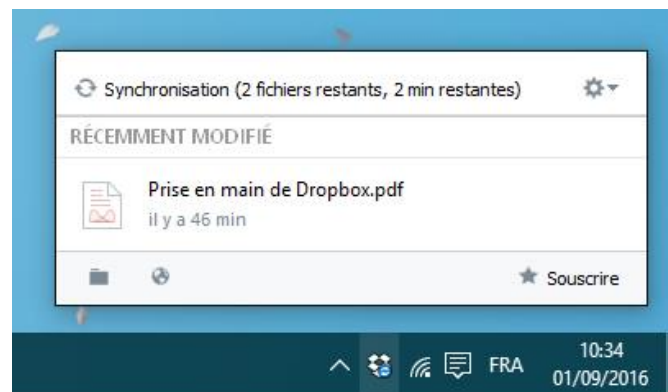 Synchronisation (2 fichiers restants, 2 min restantes)
RÉCEMMENT MODIFIÉ
Prise en main de Dropbox.pdf
il y a 46 min
Souscrire
FRA
10:34
01/09/2016